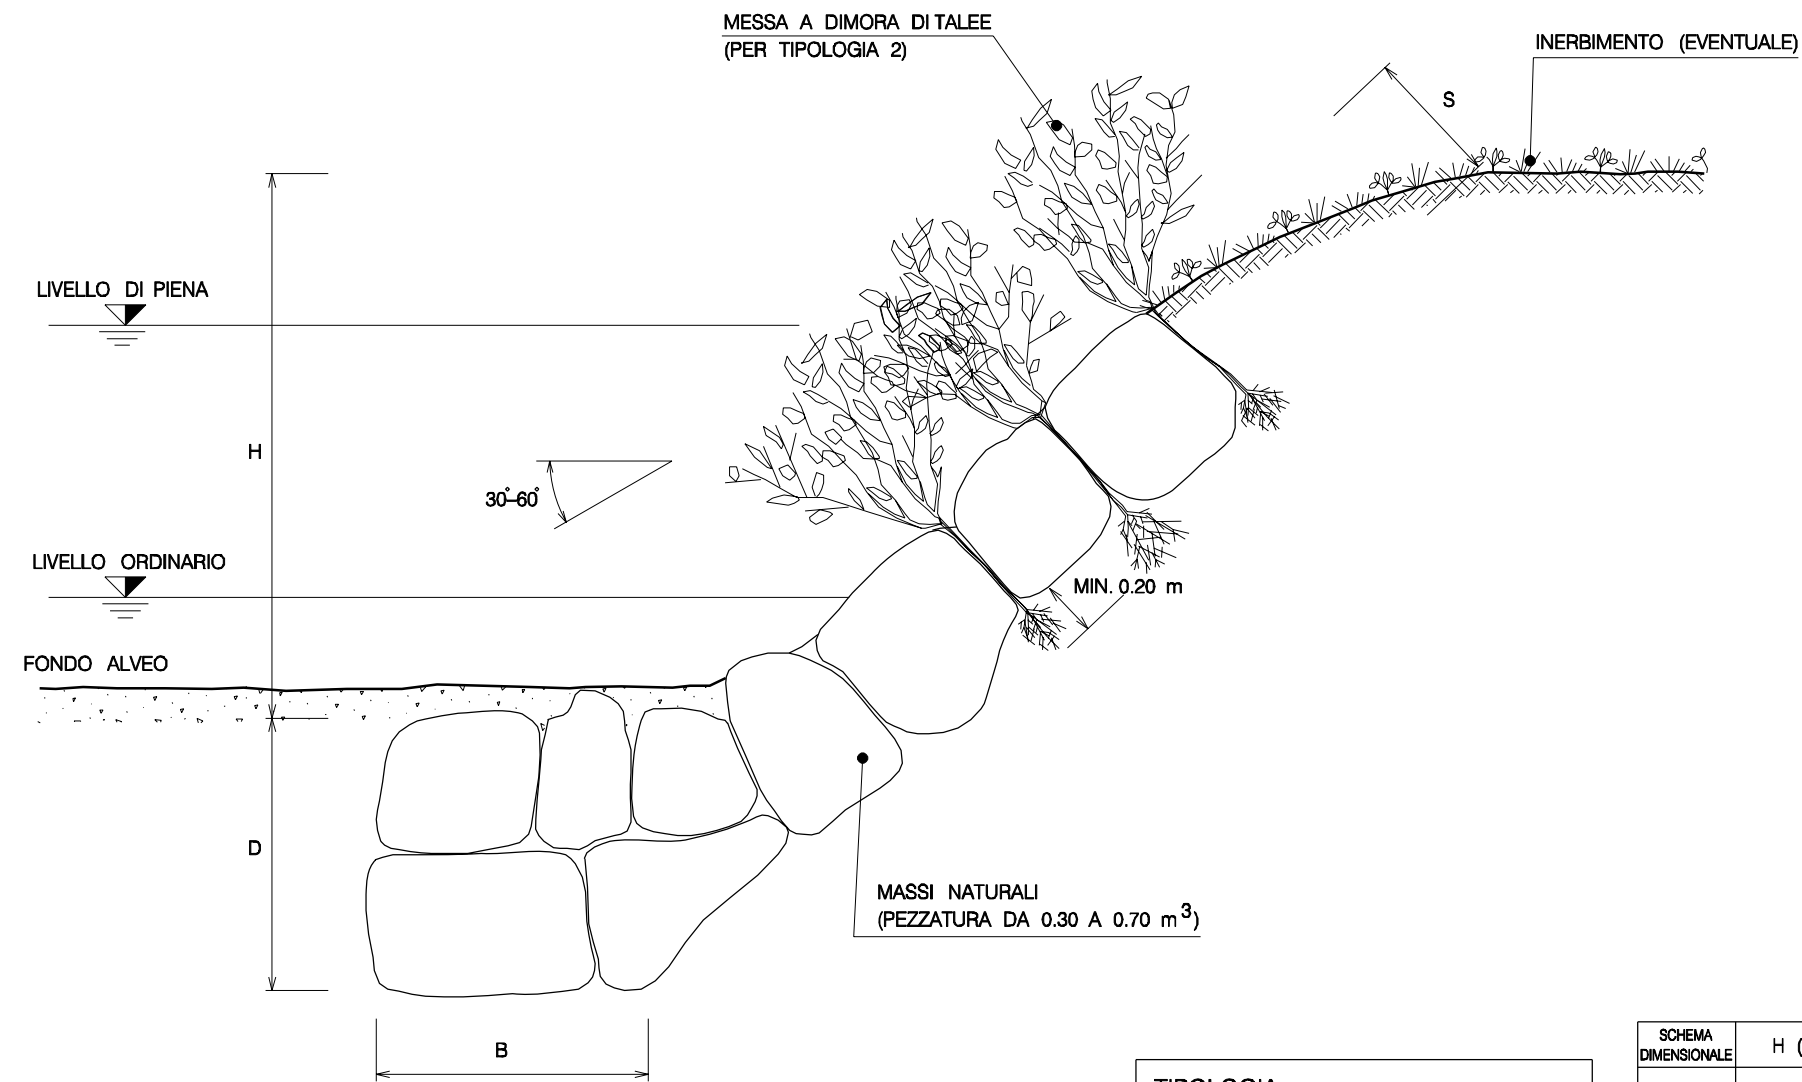 MESSA A DIMORA DI TALEE
(PER TIPOLOGIA 2)
INERBIMENTO (EVENTUALE)
S
LIVELLO DI PIENA
H
30°-60°
LIVELLO ORDINARIO
MIN. 0.20 m
FONDO ALVEO
D
MASSI NATURALI
(PEZZATURA DA 0.30 A 0.70 m³)
B
SCHEMA
DIMENSIONALE
H (
TIPOLOGIA